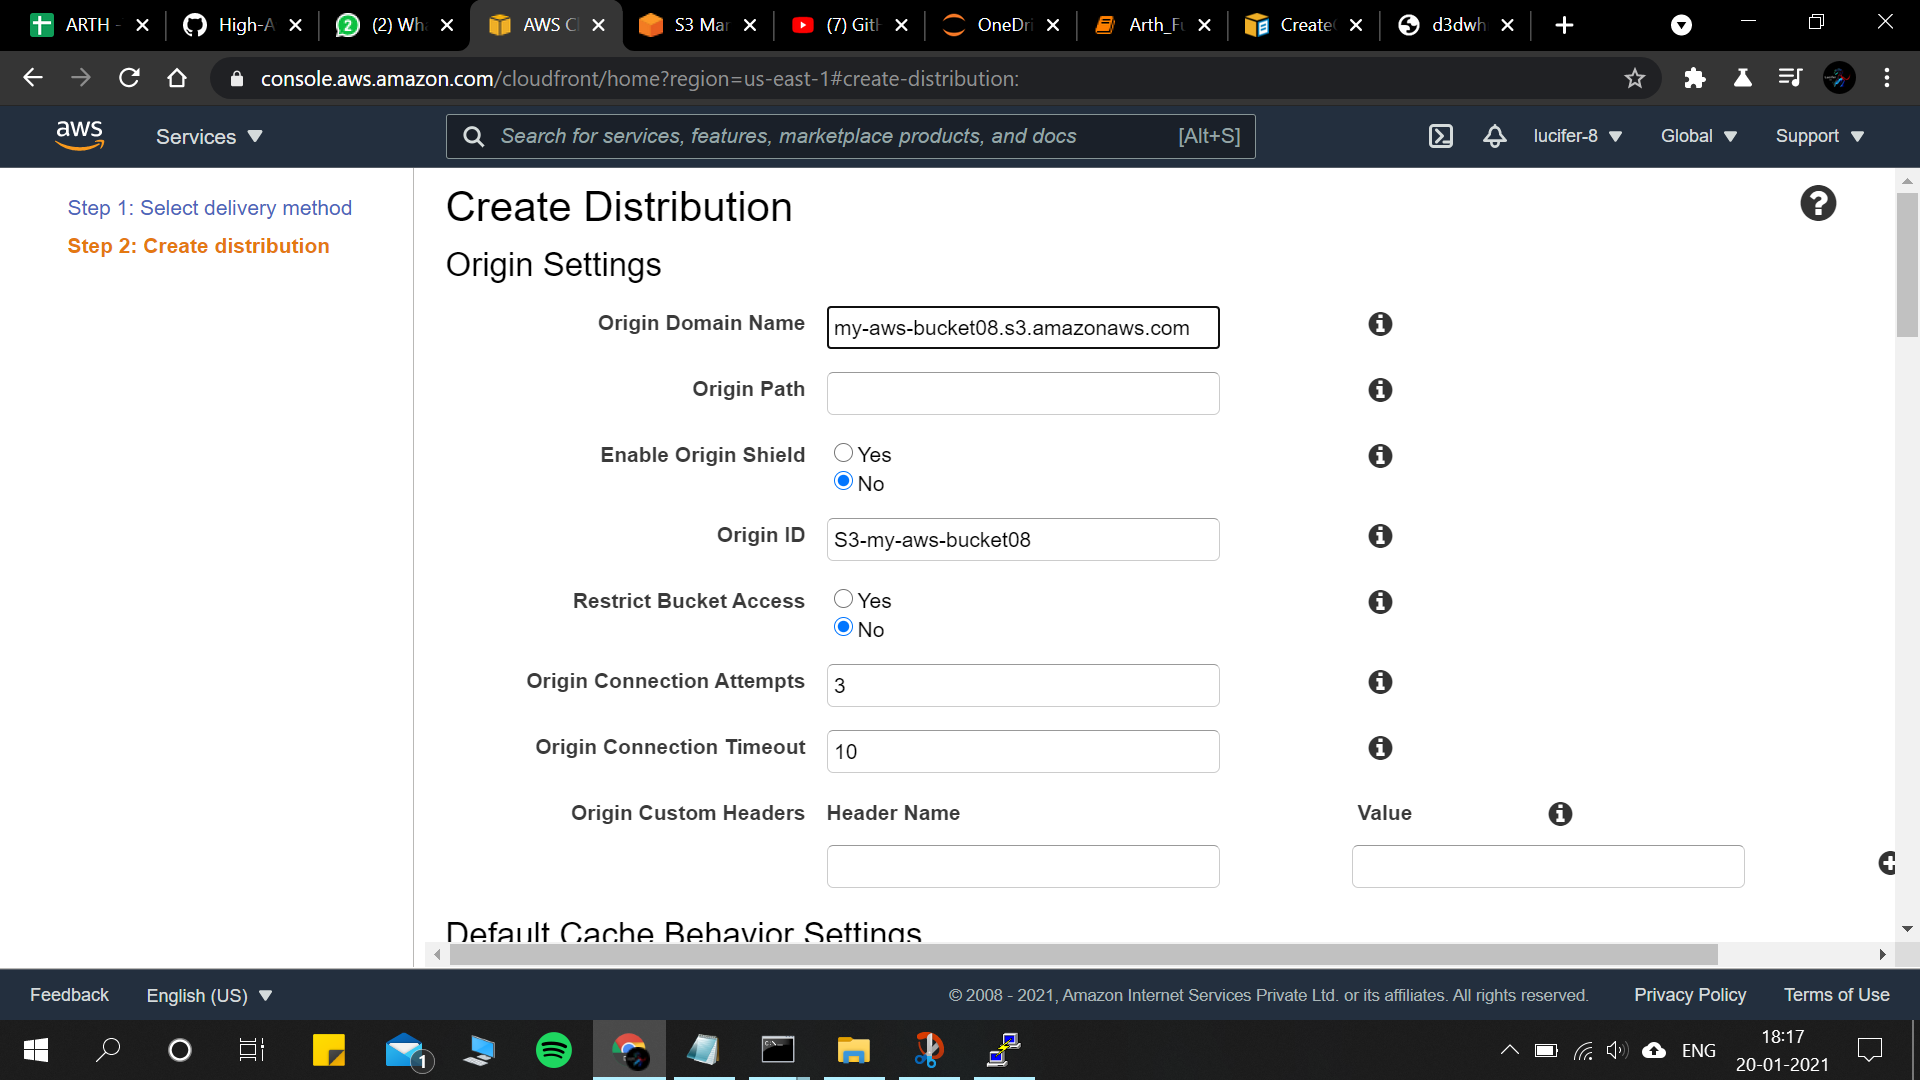 ARTH -
High-A
(2) Wh
AWS Cl
S3 Mar
(7) Git
OneDri
Arth_Fu
Create
d3dwh
console.aws.amazon.com/cloudfront/home?region=us-east-1#create-distribution:
aws
Services
Search for services, features, marketplace products, and docs
[Alt+S]
lucifer-8
Global
Support
Step 1: Select delivery method
Step 2: Create distribution
Create Distribution
Origin Settings
Origin Domain Name
my-aws-bucket08.s3.amazonaws.com
Origin Path
Enable Origin Shield
Yes
No
Origin ID
S3-my-aws-bucket08
Restrict Bucket Access
Yes
No
Origin Connection Attempts
3
Origin Connection Timeout
10
Origin Custom Headers
Header Name
Value
Default Cache Behavior Settings
Feedback
English (US)
© 2008 - 2021, Amazon Internet Services Private Ltd. or its affiliates. All rights reserved.
Privacy Policy
Terms of Use
1
ENG
18:17
20-01-2021